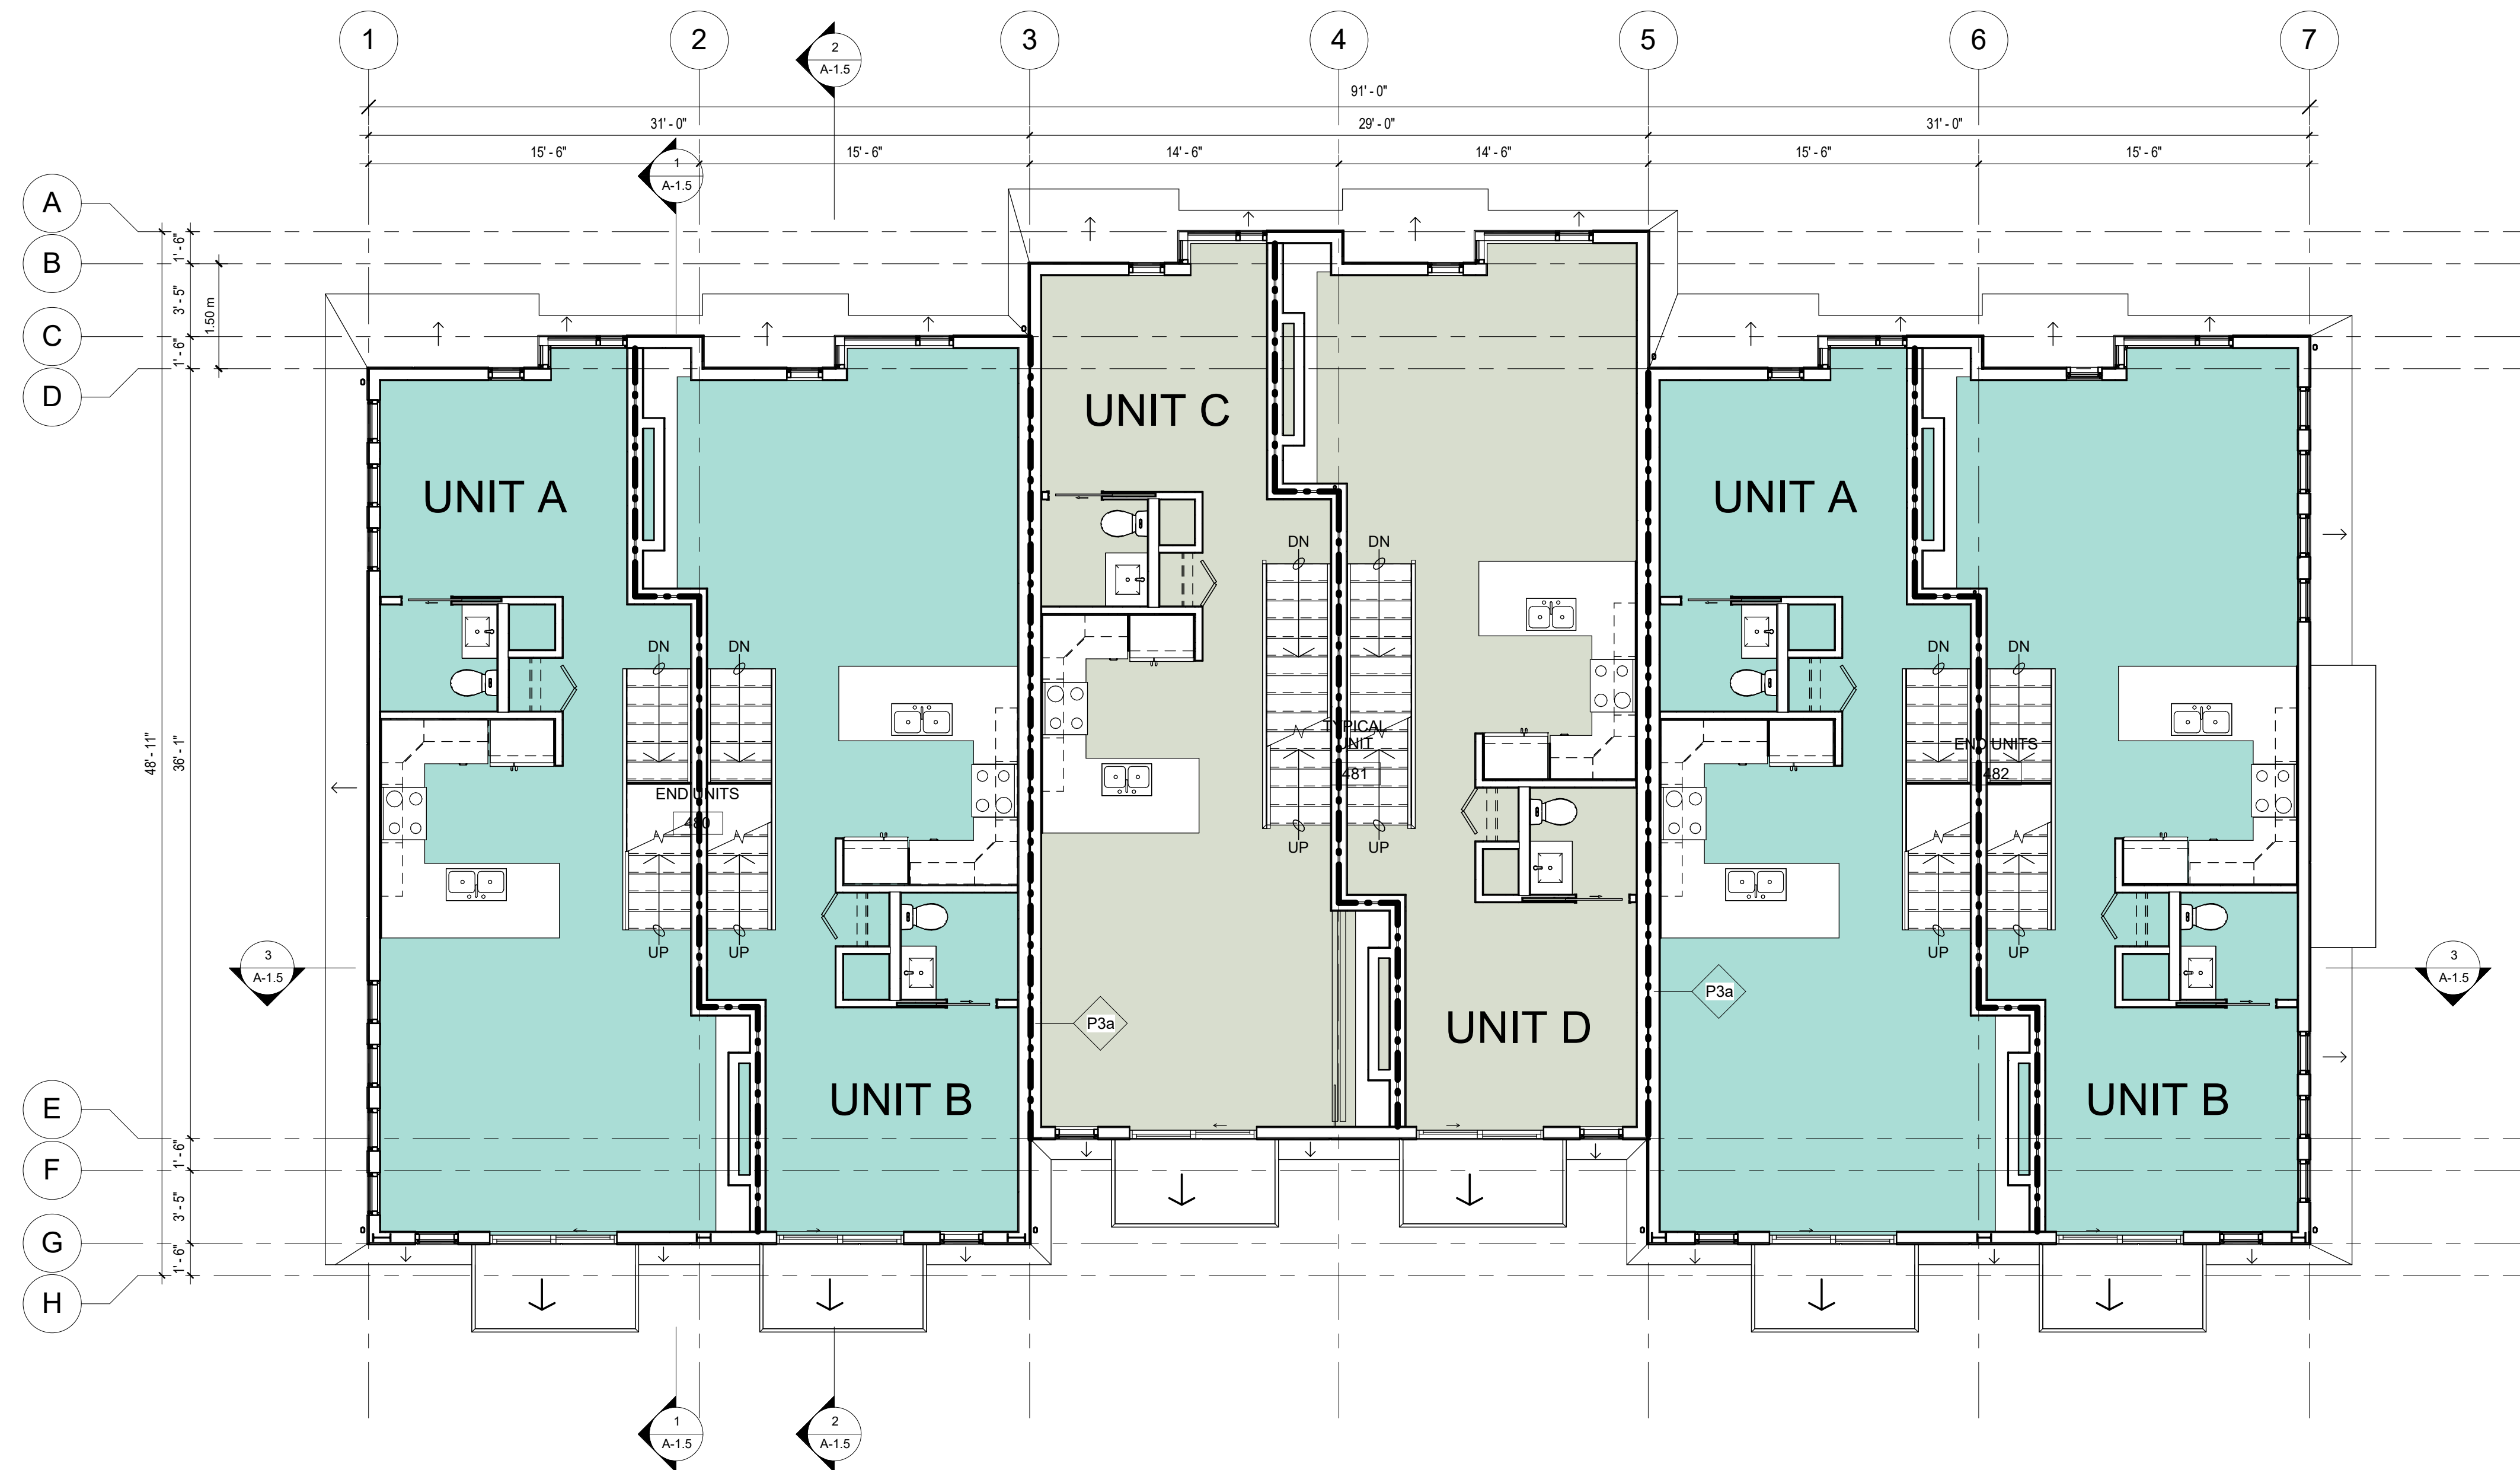 1 2 3 4 5 6 7
2
A-1.5
91' - 0"
31' - 0" 29' - 0" 31' - 0"
15' - 6" 15' - 6" 14' - 6" 14' - 6" 15' - 6" 15' - 6"
1
A-1.5
A
B
C
D
E
F
G
H
1' - 6"
3' - 5"
1' - 6"
1.50 m
48' - 11"
36' - 1"
1' - 6"
3' - 5"
1' - 6"
UNIT C
UNIT A
UNIT A
DN DN
DN DN
DN DN
TYPICAL
UNIT
481
END UNITS
482
END UNITS
480
UP UP
UP UP
UP UP
3
A-1.5
3
A-1.5
P3a
P3a
UNIT D
UNIT B
UNIT B
1
A-1.5
2
A-1.5